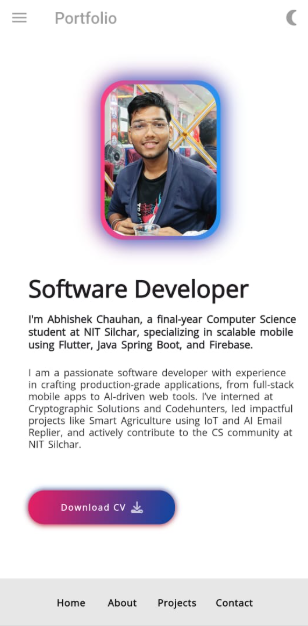 Portfolio
Software Developer
I'm Abhishek Chauhan, a final-year Computer Science
student at NIT Silchar, specializing in scalable mobile
using Flutter, Java Spring Boot, and Firebase.
I am a passionate software developer with experience
in crafting production-grade applications, from full-stack
mobile apps to AI-driven web tools. I've interned at
Cryptographic Solutions and Codehunters, led impactful
projects like Smart Agriculture using IoT and AI Email
Replier, and actively contribute to the CS community at
NIT Silchar.
Download CV
Home About Projects Contact